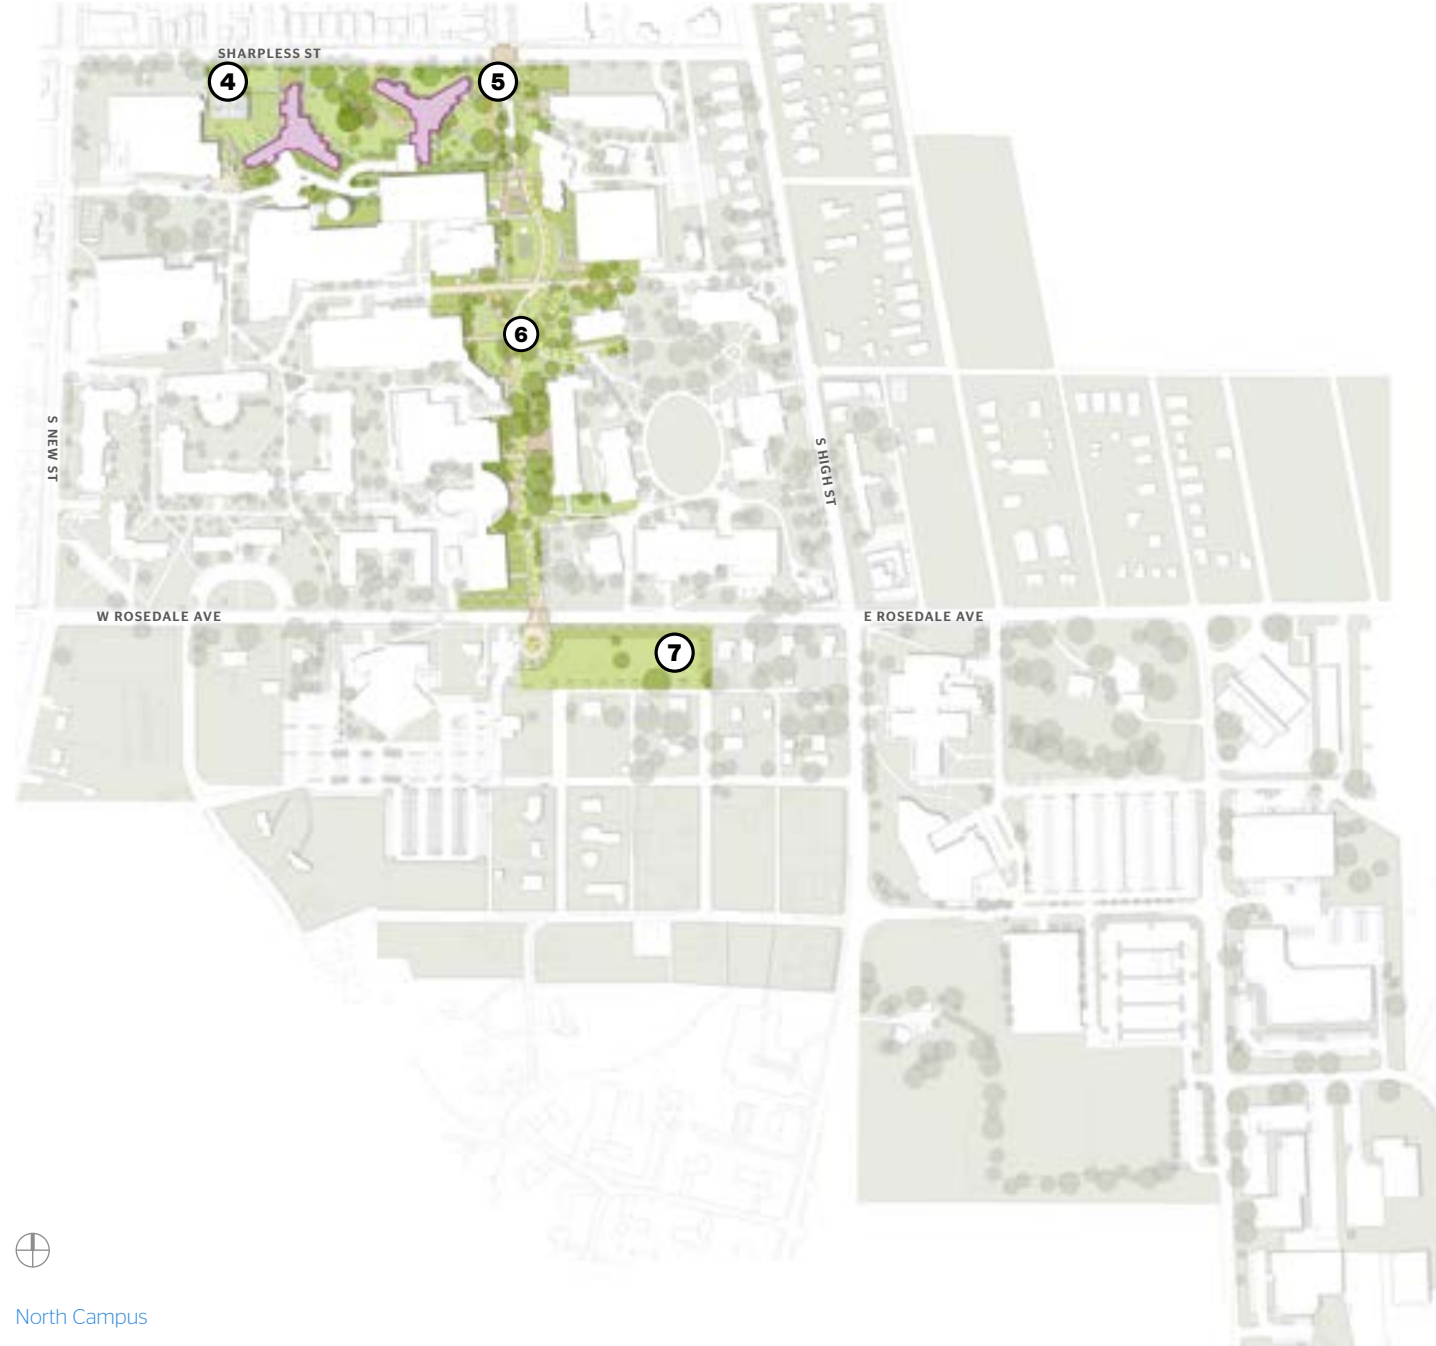 SHARPLESS ST
4
5
6
S NEW ST
S HIGH ST
W ROSEDALE AVE
E ROSEDALE AVE
7
North Campus